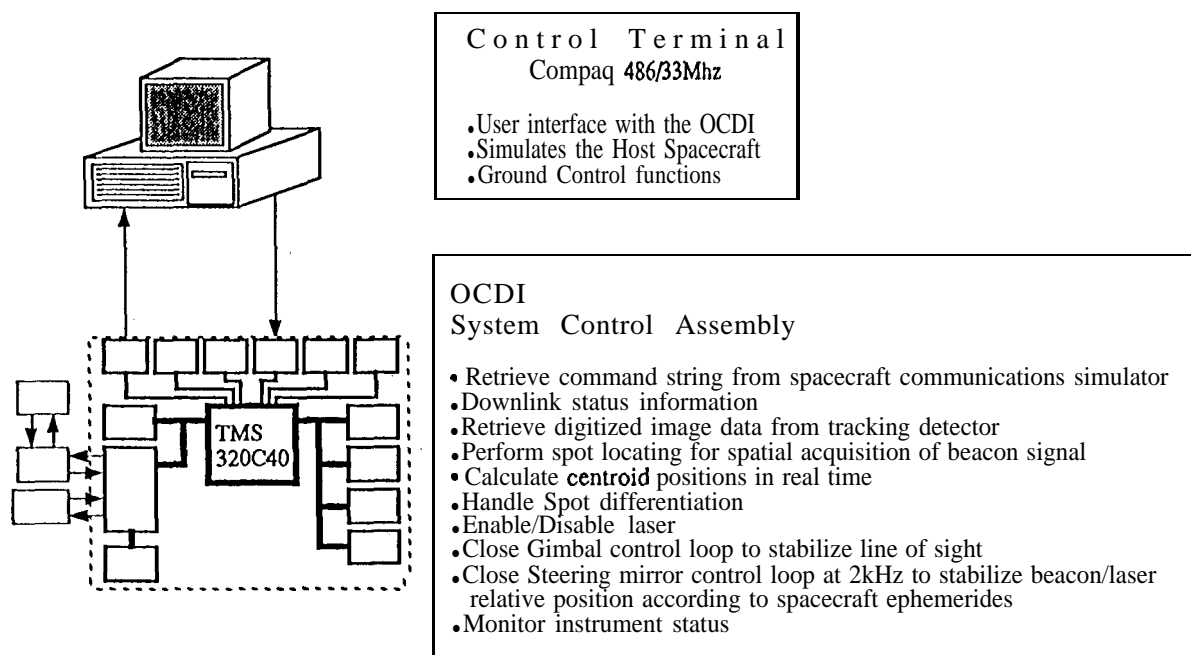 Control Terminal
Compaq 486/33Mhz
•User interface with the OCDI
•Simulates the Host Spacecraft
•Ground Control functions
OCDI
System Control Assembly
• Retrieve command string from spacecraft communications simulator
•Downlink status information
•Retrieve digitized image data from tracking detector
•Perform spot locating for spatial acquisition of beacon signal
• Calculate centroid positions in real time
•Handle Spot differentiation
•Enable/Disable laser
•Close Gimbal control loop to stabilize line of sight
•Close Steering mirror control loop at 2kHz to stabilize beacon/laser
relative position according to spacecraft ephemerides
•Monitor instrument status
TMS
320C40